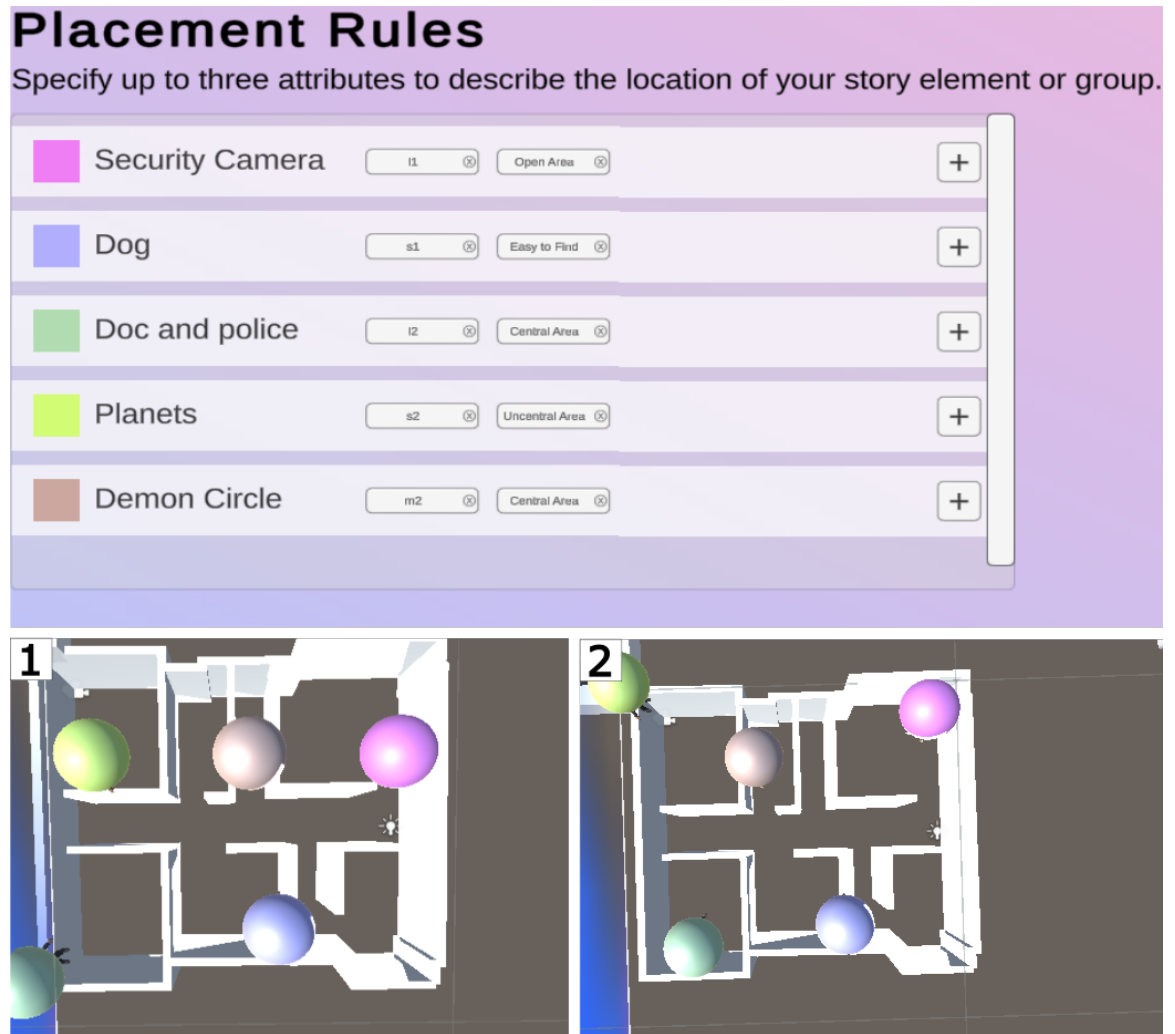 Placement Rules
Specify up to three attributes to describe the location of your story element or group.
Security Camera l1 ⓧ Open Area ⓧ +
Dog s1 ⓧ Easy to Find ⓧ +
Doc and police l2 ⓧ Central Area ⓧ +
Planets s2 ⓧ Uncentral Area ⓧ +
Demon Circle m2 ⓧ Central Area ⓧ +
1 2